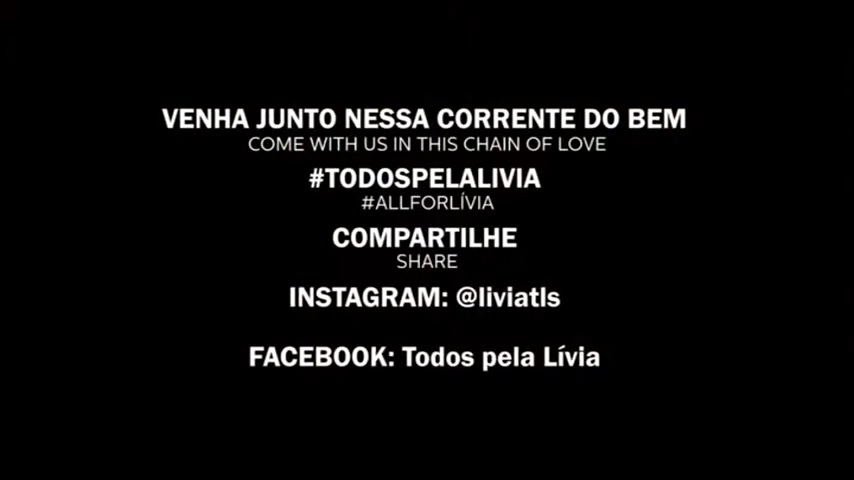 VENHA JUNTO NESSA CORRENTE DO BEM
COME WITH US IN THIS CHAIN OF LOVE
#TODOSPELALIVIA
#ALLFORLÍVIA
COMPARTILHE
SHARE
INSTAGRAM: @liviatls
FACEBOOK: Todos pela Lívia